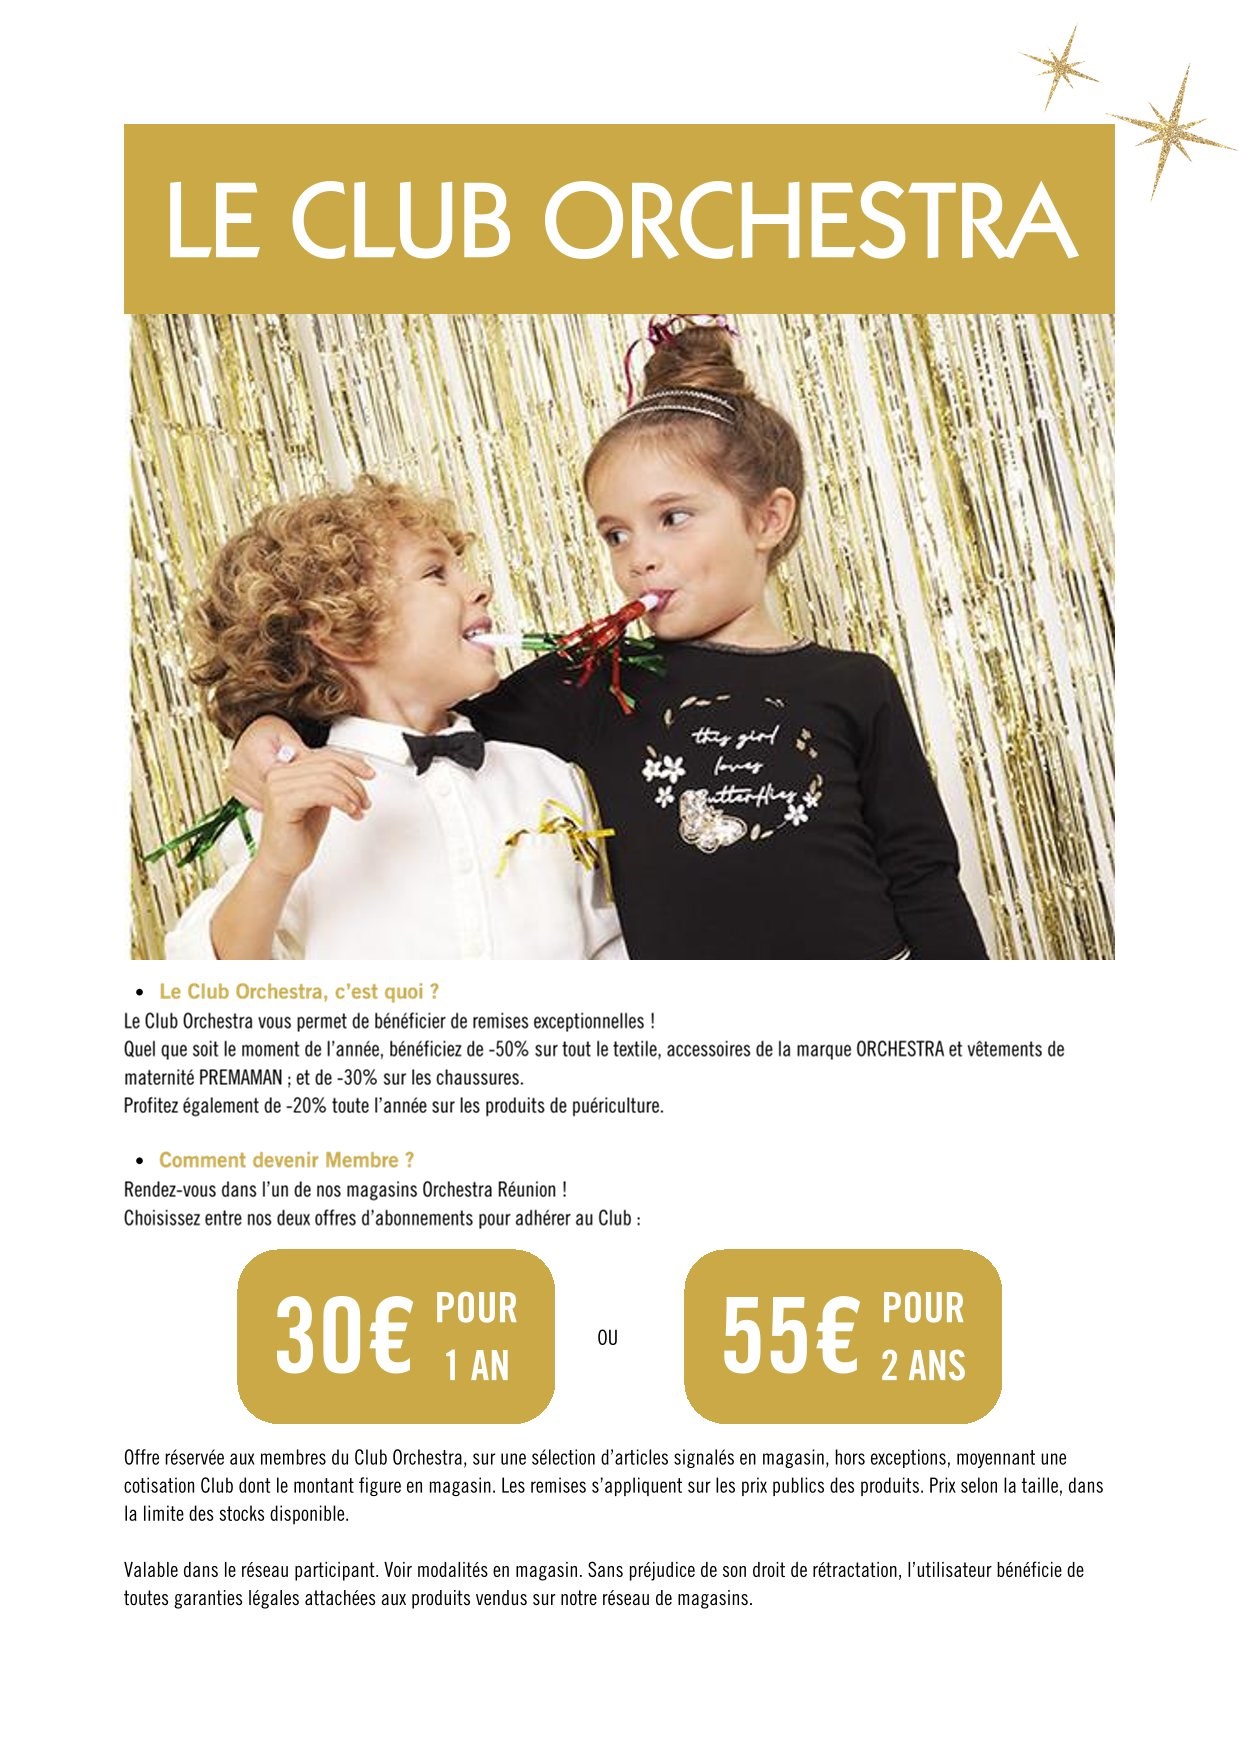 LE CLUB ORCHESTRA
this girl
loves
butterflies
• Le Club Orchestra, c’est quoi ?
Le Club Orchestra vous permet de bénéficier de remises exceptionnelles !
Quel que soit le moment de l’année, bénéficiez de -50% sur tout le textile, accessoires de la marque ORCHESTRA et vêtements de
maternité PREMAMAN ; et de -30% sur les chaussures.
Profitez également de -20% toute l’année sur les produits de puériculture.
• Comment devenir Membre ?
Rendez-vous dans l’un de nos magasins Orchestra Réunion !
Choisissez entre nos deux offres d’abonnements pour adhérer au Club :
30€ POUR
1 AN
OU
55€ POUR
2 ANS
Offre réservée aux membres du Club Orchestra, sur une sélection d’articles signalés en magasin, hors exceptions, moyennant une
cotisation Club dont le montant figure en magasin. Les remises s’appliquent sur les prix publics des produits. Prix selon la taille, dans
la limite des stocks disponible.
Valable dans le réseau participant. Voir modalités en magasin. Sans préjudice de son droit de rétractation, l’utilisateur bénéficie de
toutes garanties légales attachées aux produits vendus sur notre réseau de magasins.